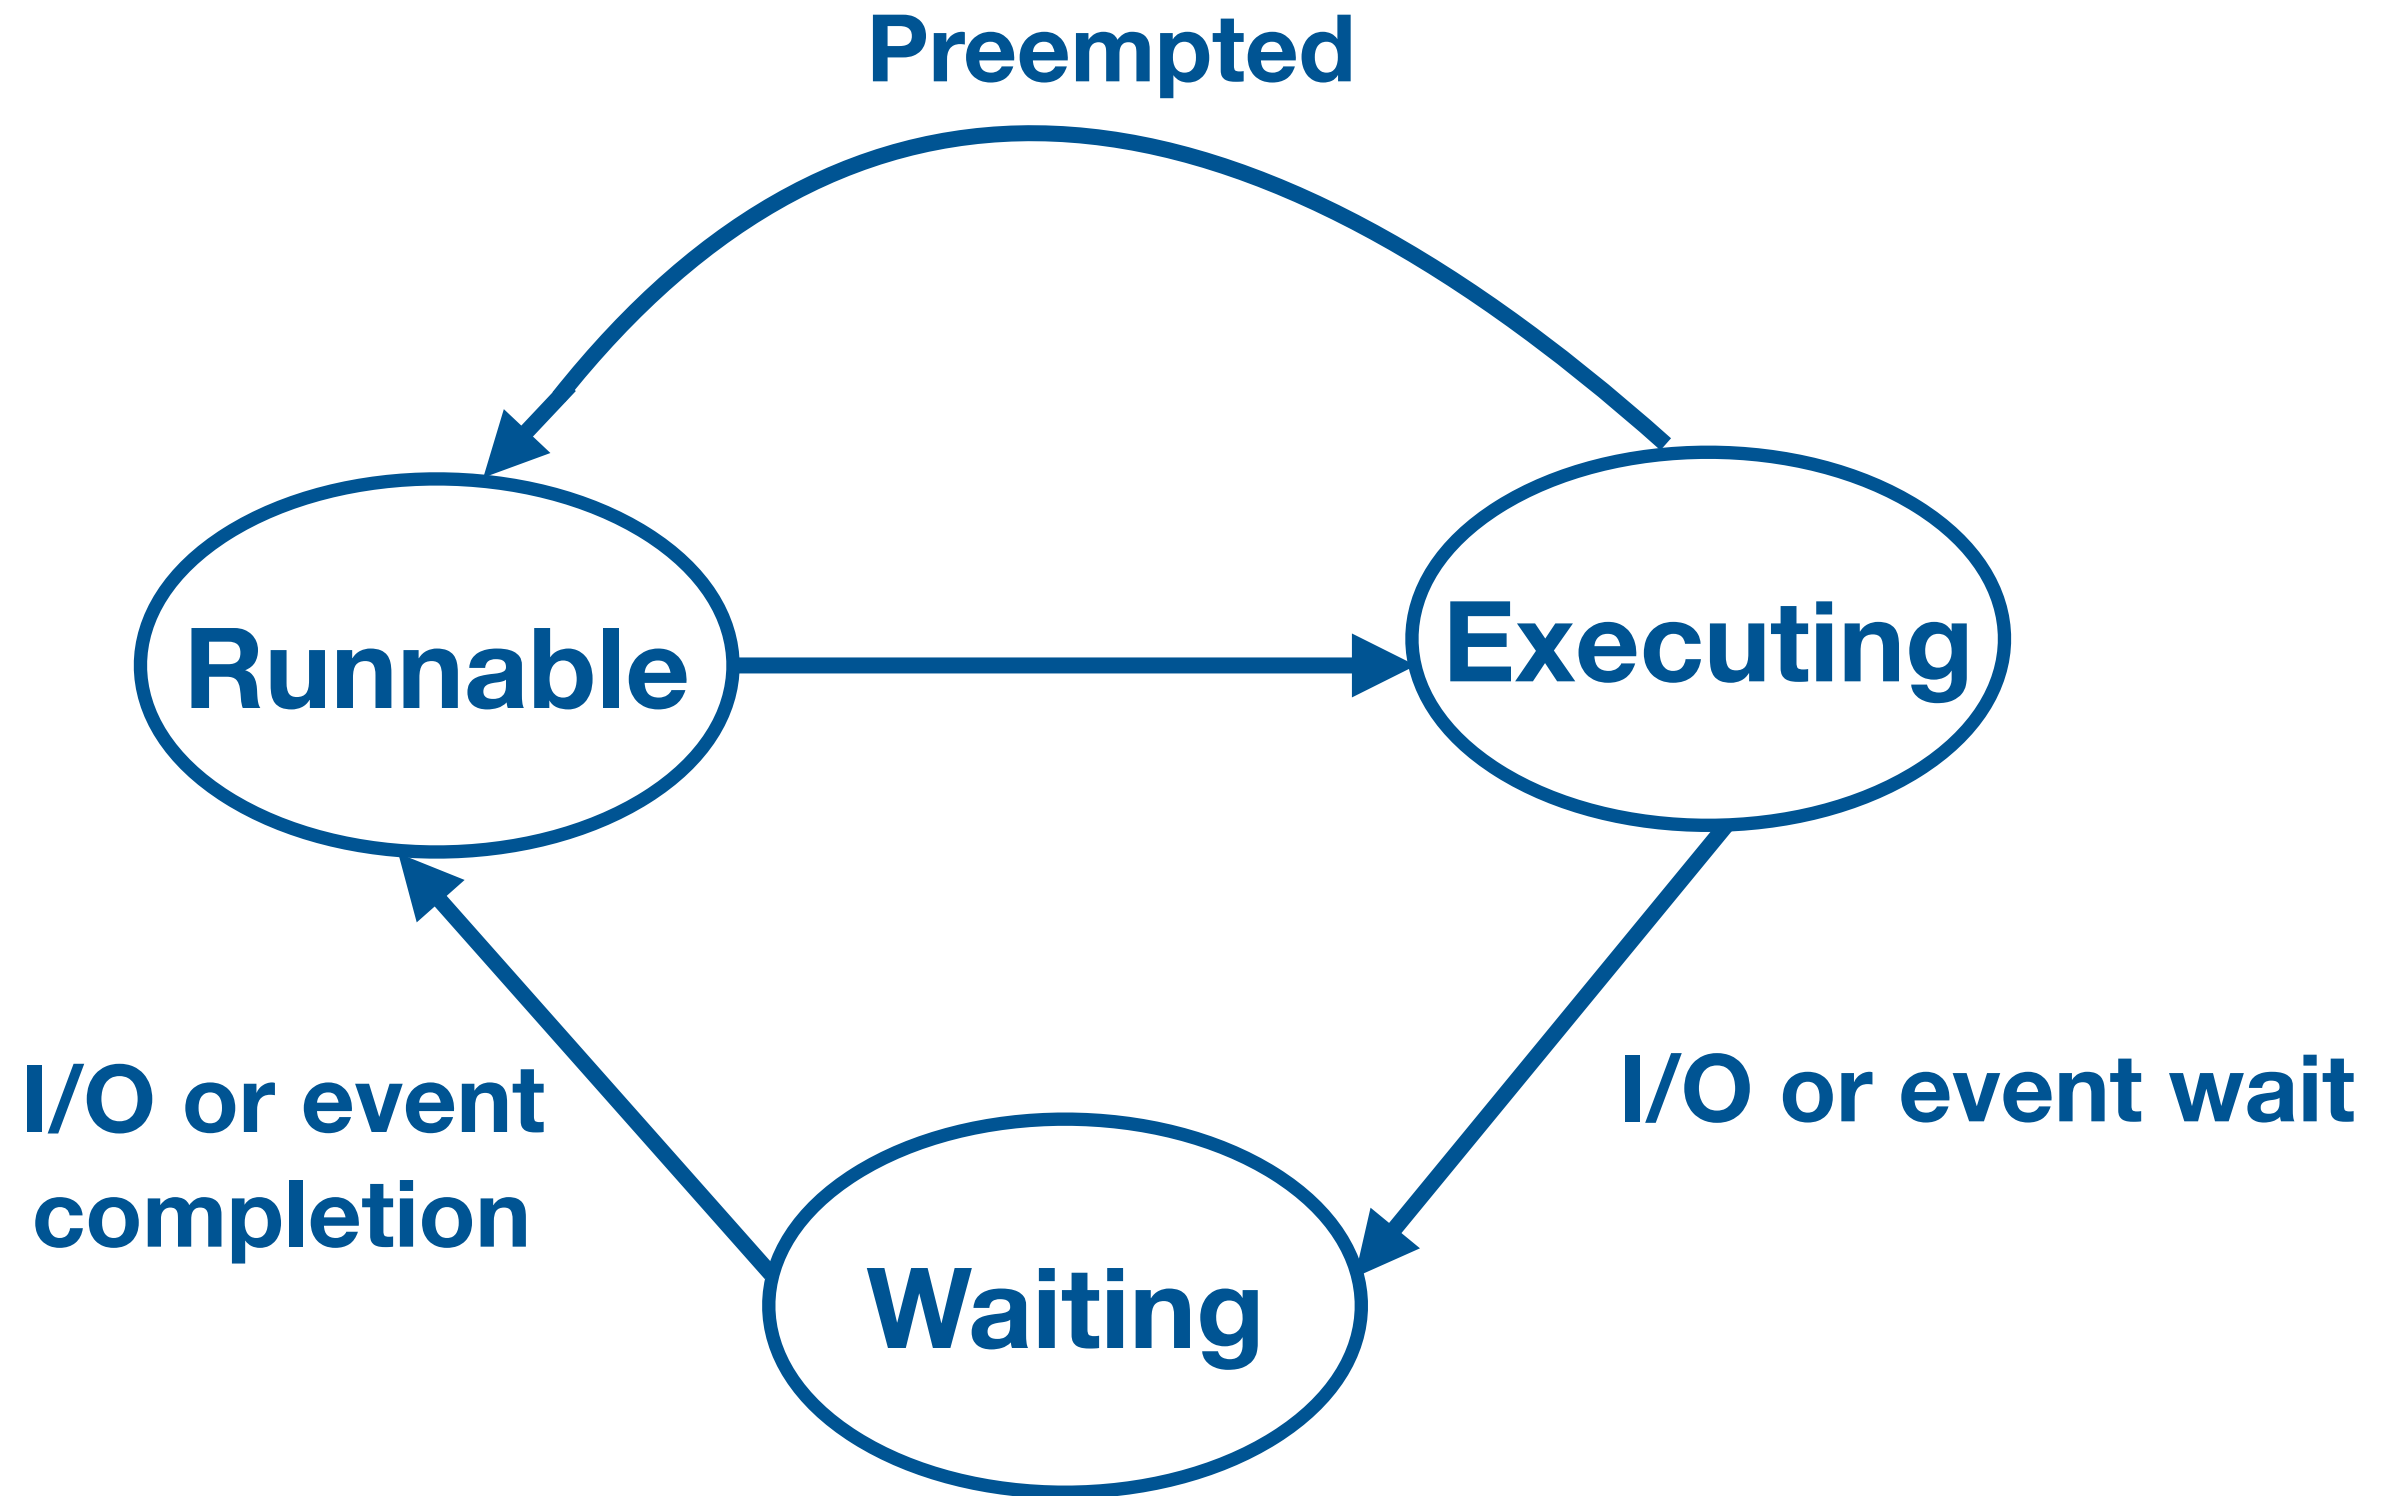 Preempted
Runnable
Executing
I/O or event
completion
I/O or event wait
Waiting